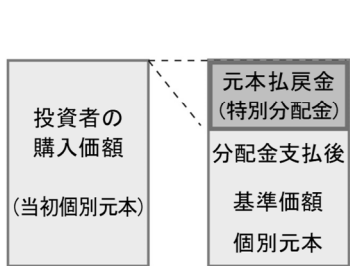 投資者の
購入価額
(当初個別元本)
元本払戻金
(特別分配金)
分配金支払後
基準価額
個別元本